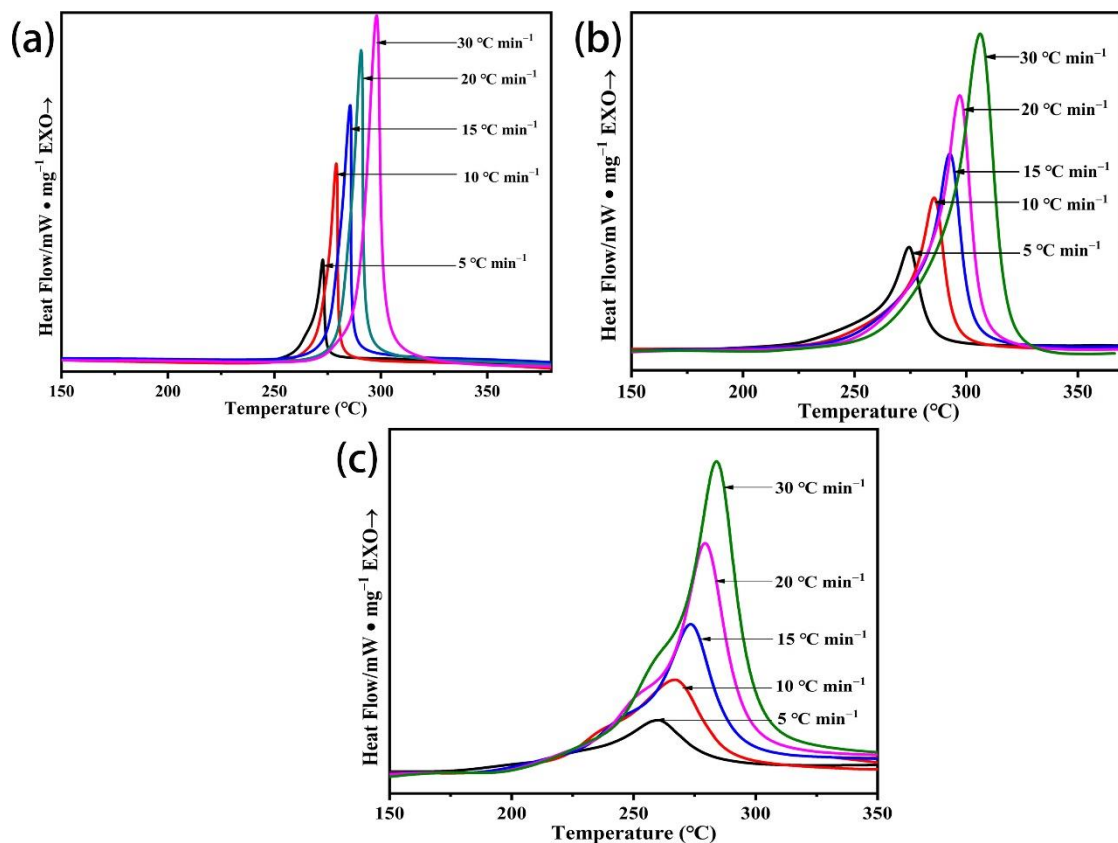 (a)
30 ℃ min⁻¹
20 ℃ min⁻¹
15 ℃ min⁻¹
10 ℃ min⁻¹
5 ℃ min⁻¹
Heat Flow/mW • mg⁻¹ EXO→
150 200 250 300 350
Temperature (℃)
(b)
30 ℃ min⁻¹
20 ℃ min⁻¹
15 ℃ min⁻¹
10 ℃ min⁻¹
5 ℃ min⁻¹
Heat Flow/mW • mg⁻¹ EXO→
150 200 250 300 350
Temperature (℃)
(c)
30 ℃ min⁻¹
20 ℃ min⁻¹
15 ℃ min⁻¹
10 ℃ min⁻¹
5 ℃ min⁻¹
Heat Flow/mW • mg⁻¹ EXO→
150 200 250 300 350
Temperature (℃)